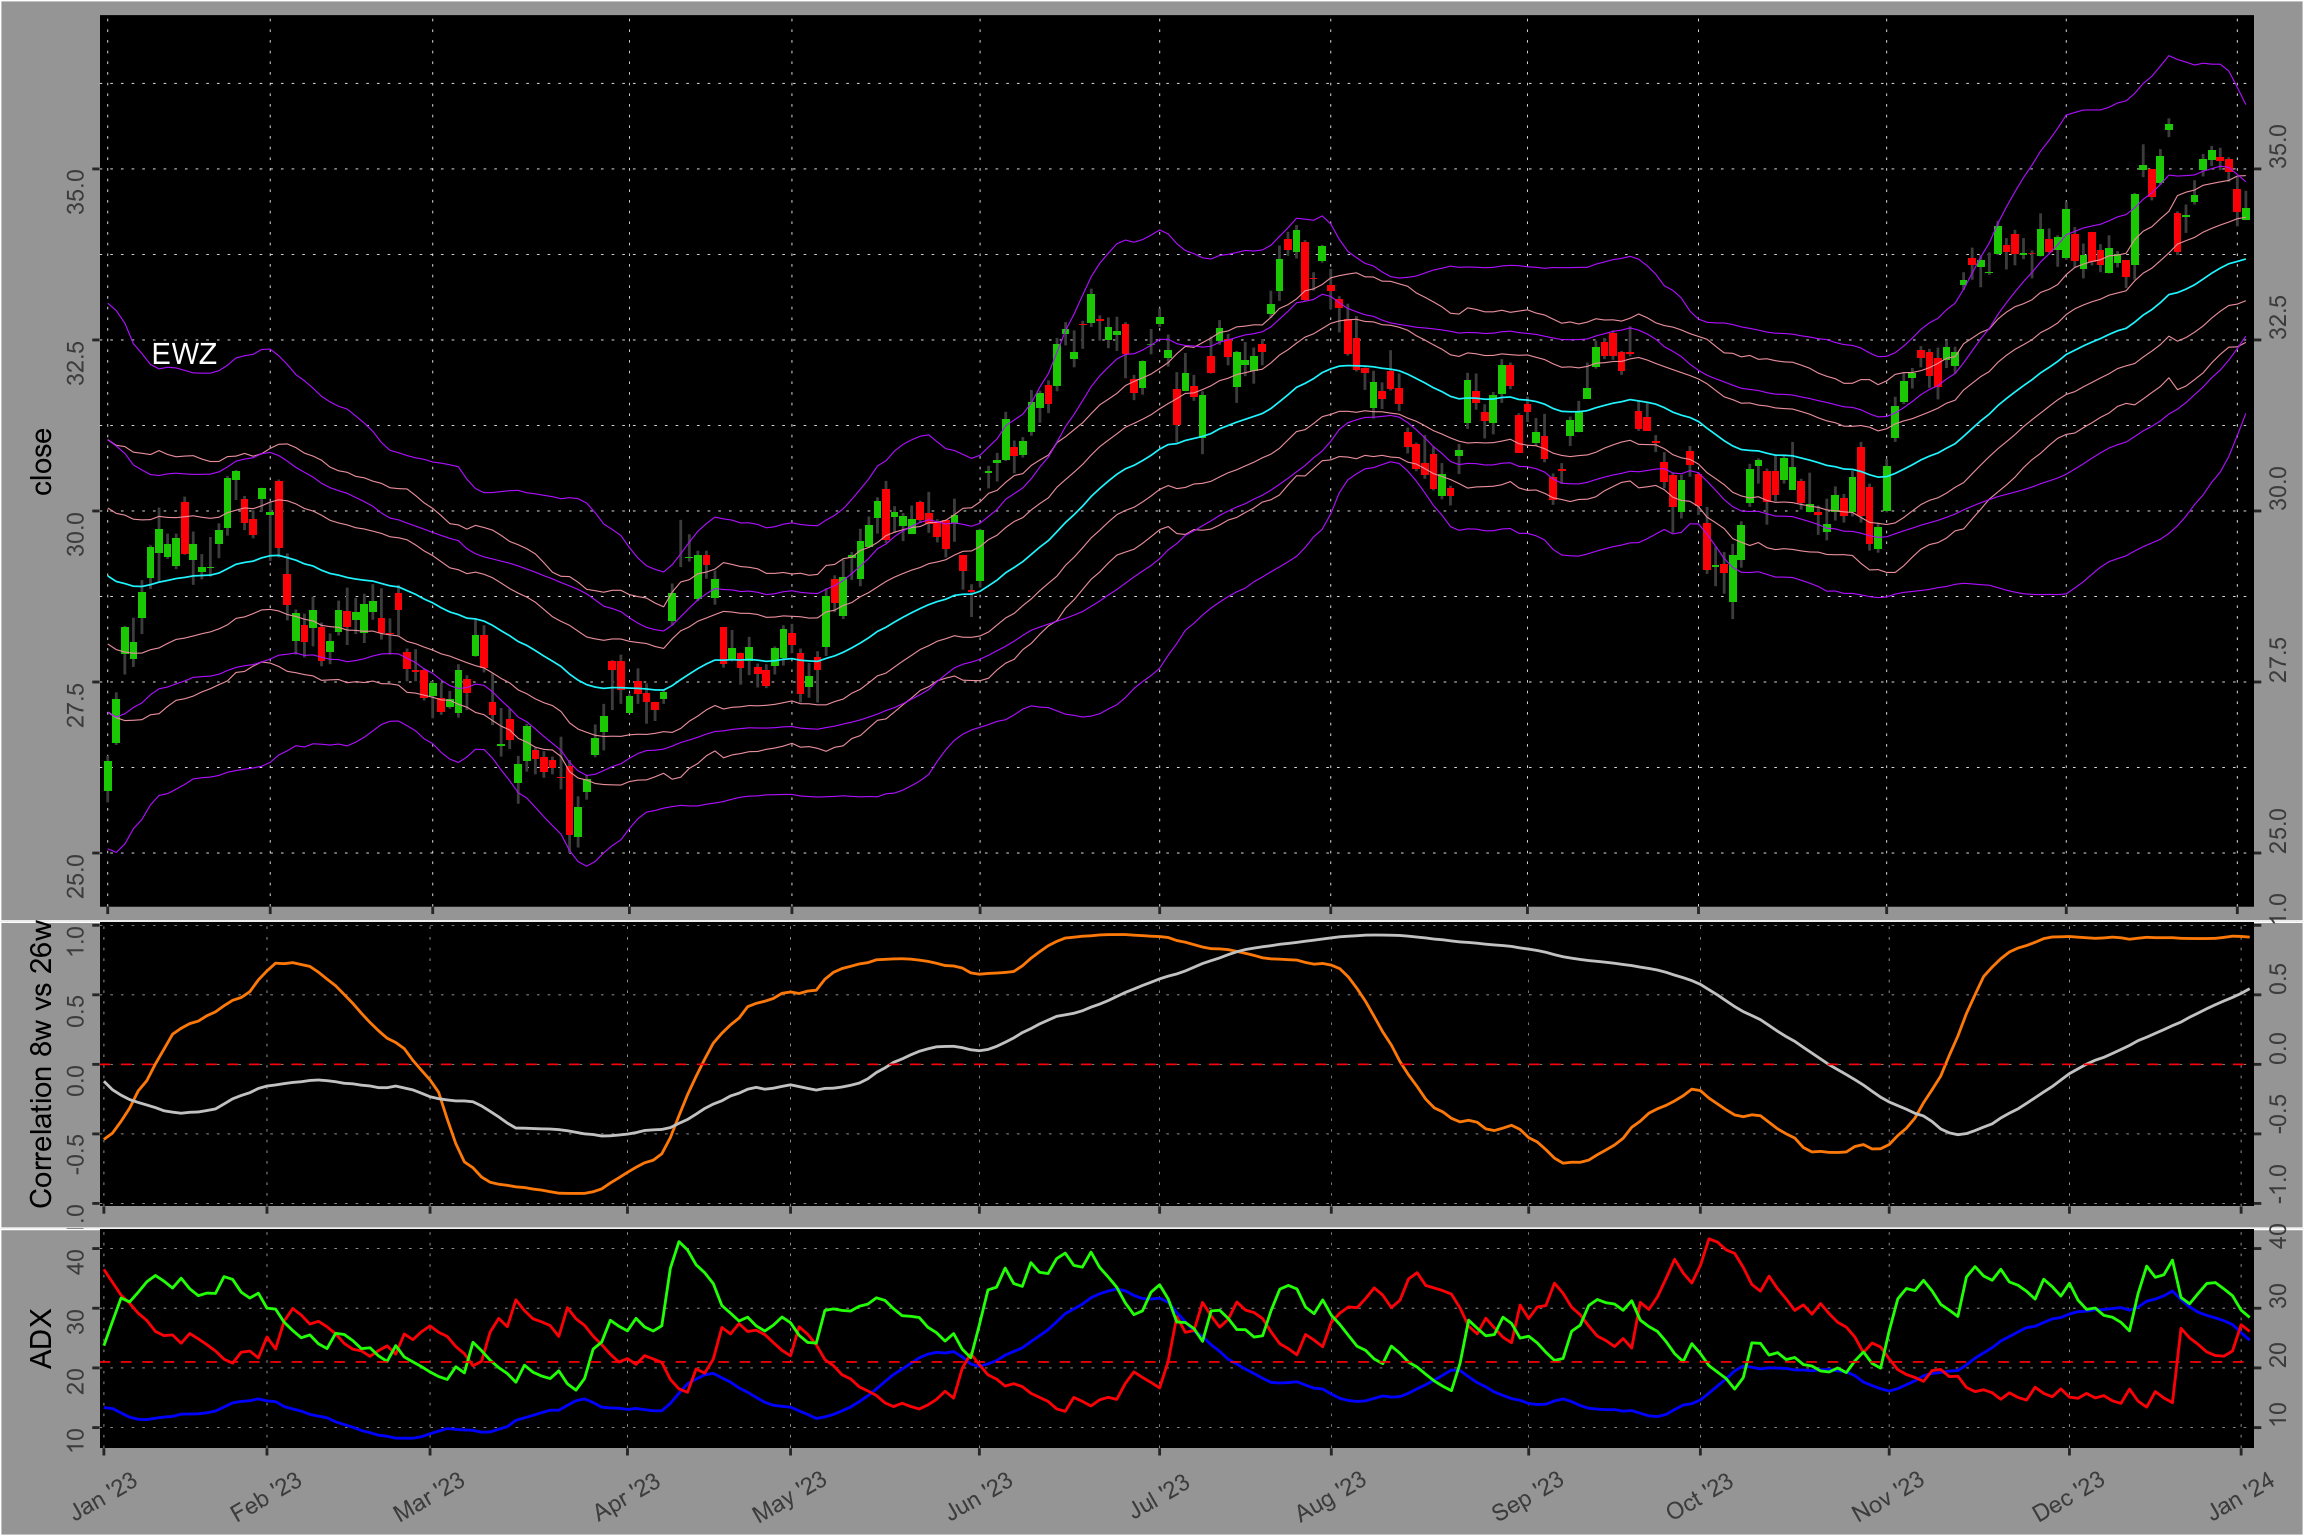 EWZ
close
35.0
32.5
30.0
27.5
25.0
35.0
32.5
30.0
27.5
25.0
Correlation 8w vs 26w
1.0
0.5
0.0
-0.5
1.0
0.5
0.0
-0.5
-1.0
ADX
40
30
20
10
40
30
20
10
Jan '23
Feb '23
Mar '23
Apr '23
May '23
Jun '23
Jul '23
Aug '23
Sep '23
Oct '23
Nov '23
Dec '23
Jan '24